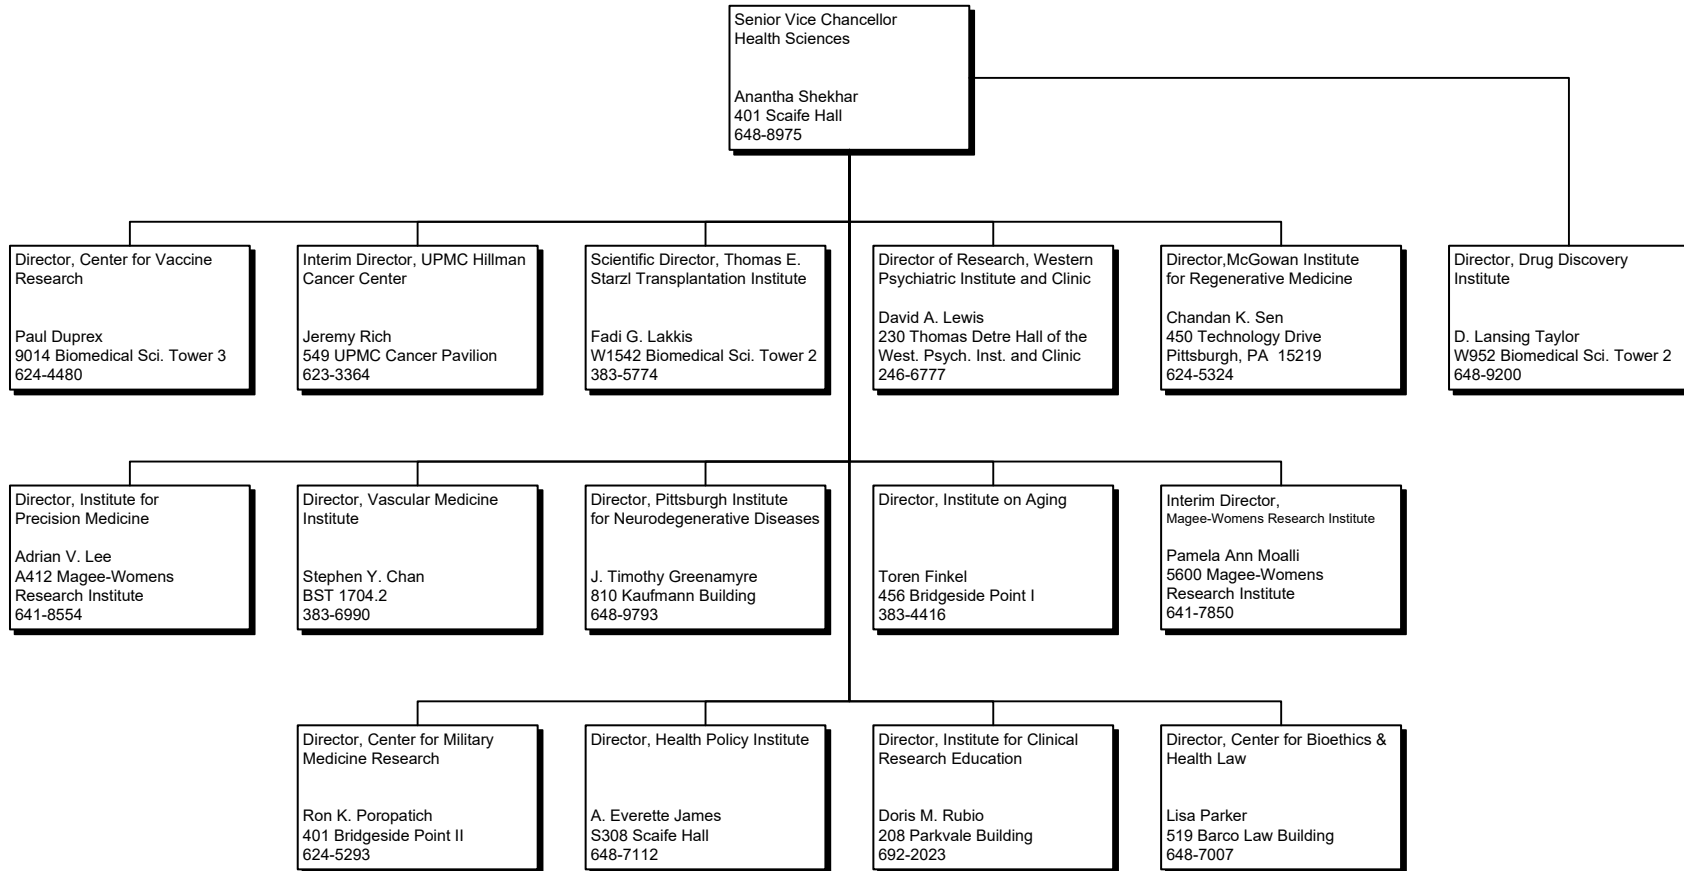 Senior Vice Chancellor
Health Sciences
Anantha Shekhar
401 Scaife Hall
648-8975
Director, Center for Vaccine
Research
Paul Duprex
9014 Biomedical Sci. Tower 3
624-4480
Interim Director, UPMC Hillman
Cancer Center
Jeremy Rich
549 UPMC Cancer Pavilion
623-3364
Scientific Director, Thomas E.
Starzl Transplantation Institute
Fadi G. Lakkis
W1542 Biomedical Sci. Tower 2
383-5774
Director of Research, Western
Psychiatric Institute and Clinic
David A. Lewis
230 Thomas Detre Hall of the
West. Psych. Inst. and Clinic
246-6777
Director,McGowan Institute
for Regenerative Medicine
Chandan K. Sen
450 Technology Drive
Pittsburgh, PA  15219
624-5324
Director, Drug Discovery
Institute
D. Lansing Taylor
W952 Biomedical Sci. Tower 2
648-9200
Director, Institute for
Precision Medicine
Adrian V. Lee
A412 Magee-Womens
Research Institute
641-8554
Director, Vascular Medicine
Institute
Stephen Y. Chan
BST 1704.2
383-6990
Director, Pittsburgh Institute
for Neurodegenerative Diseases
J. Timothy Greenamyre
810 Kaufmann Building
648-9793
Director, Institute on Aging
Toren Finkel
456 Bridgeside Point I
383-4416
Interim Director,
Magee-Womens Research Institute
Pamela Ann Moalli
5600 Magee-Womens
Research Institute
641-7850
Director, Center for Military
Medicine Research
Ron K. Poropatich
401 Bridgeside Point II
624-5293
Director, Health Policy Institute
A. Everette James
S308 Scaife Hall
648-7112
Director, Institute for Clinical
Research Education
Doris M. Rubio
208 Parkvale Building
692-2023
Director, Center for Bioethics &
Health Law
Lisa Parker
519 Barco Law Building
648-7007